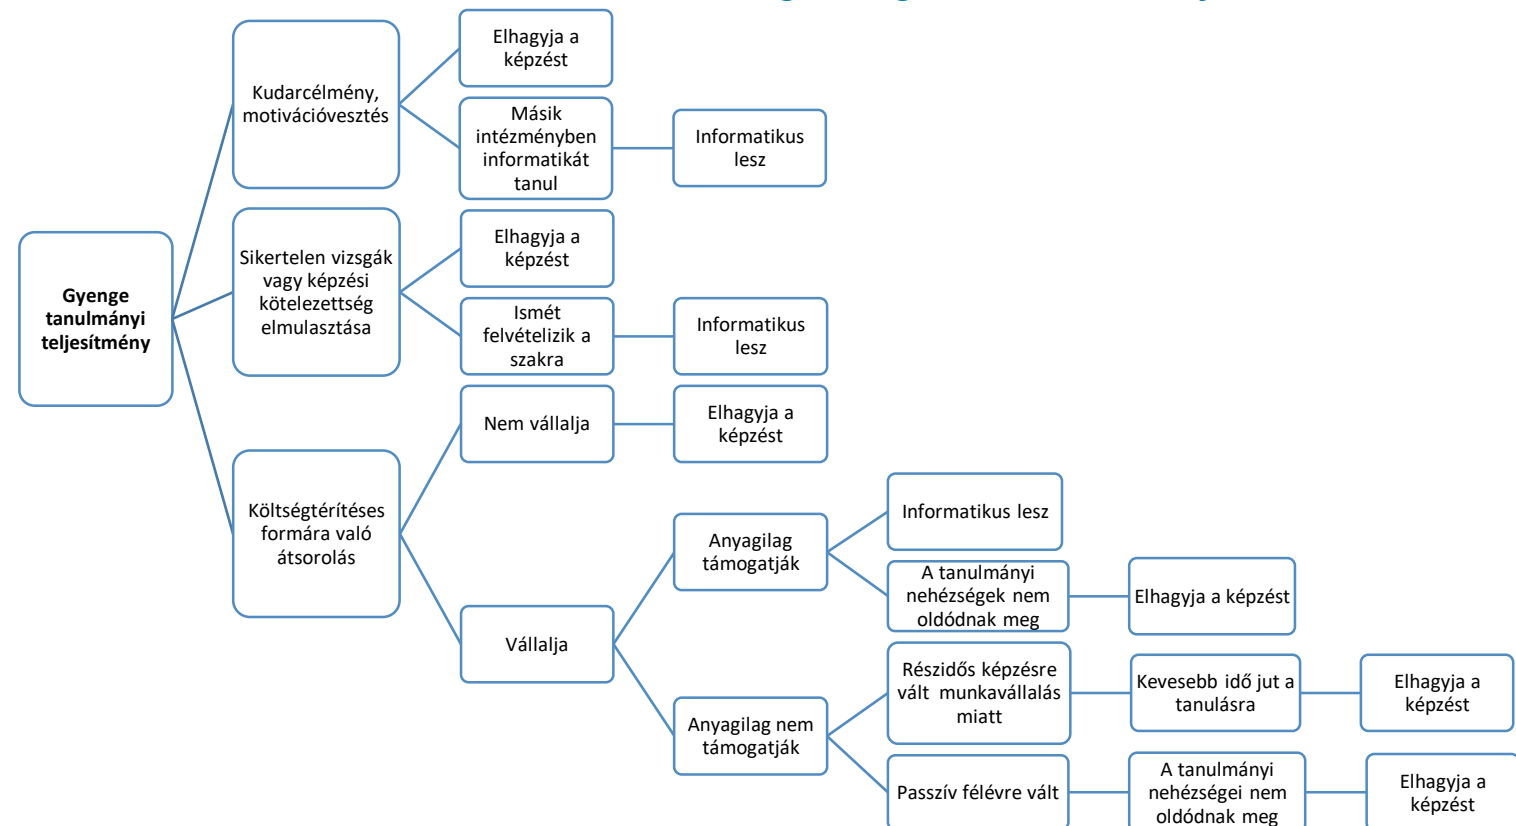 Gyenge
tanulmányi
teljesítmény
Kudarcélmény,
motivációvesztés
Elhagyja a
képzést
Másik
intézményben
informatikát
tanul
Informatikus
lesz
Sikertelen vizsgák
vagy képzési
kötelezettség
elmulasztása
Elhagyja a
képzést
Ismét
felvételizik a
szakra
Informatikus
lesz
Költségtérítéses
formára való
átsorolás
Nem vállalja
Elhagyja a
képzést
Vállalja
Anyagilag
támogatják
Informatikus lesz
A tanulmányi
nehézségek nem
oldódnak meg
Elhagyja a képzést
Anyagilag nem
támogatják
Részidős képzésre
vált munkavállalás
miatt
Kevesebb idő jut a
tanulásra
Elhagyja a
képzést
Passzív félévre vált
A tanulmányi
nehézségei nem
oldódnak meg
Elhagyja a
képzést